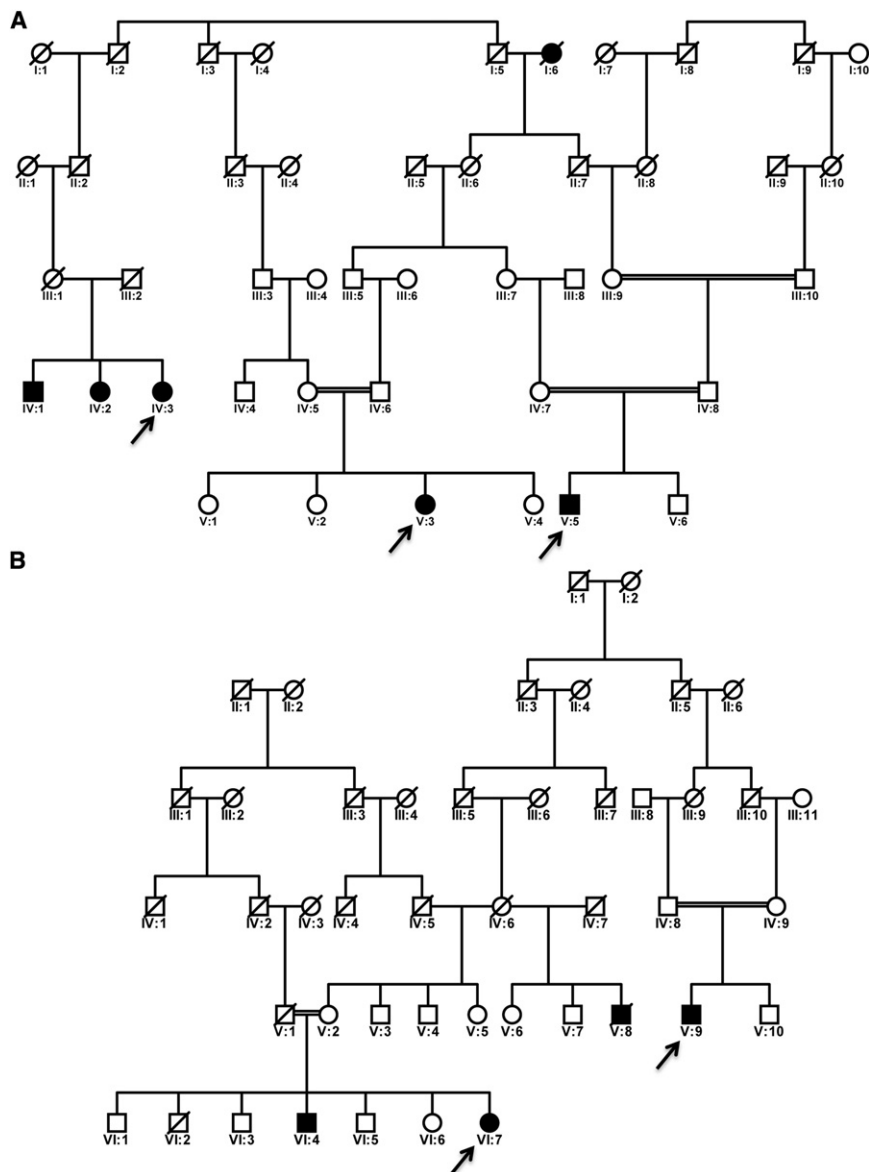 A
I:1 I:2 I:3 I:4 I:5 I:6 I:7 I:8 I:9 I:10
II:1 II:2 II:3 II:4 II:5 II:6 II:7 II:8 II:9 II:10
III:1 III:2 III:3 III:4 III:5 III:6 III:7 III:8 III:9 III:10
IV:1 IV:2 IV:3 IV:4 IV:5 IV:6 IV:7 IV:8
V:1 V:2 V:3 V:4 V:5 V:6
B
I:1 I:2
II:1 II:2 II:3 II:4 II:5 II:6
III:1 III:2 III:3 III:4 III:5 III:6 III:7 III:8 III:9 III:10 III:11
IV:1 IV:2 IV:3 IV:4 IV:5 IV:6 IV:7 IV:8 IV:9
V:1 V:2 V:3 V:4 V:5 V:6 V:7 V:8 V:9 V:10
VI:1 VI:2 VI:3 VI:4 VI:5 VI:6 VI:7